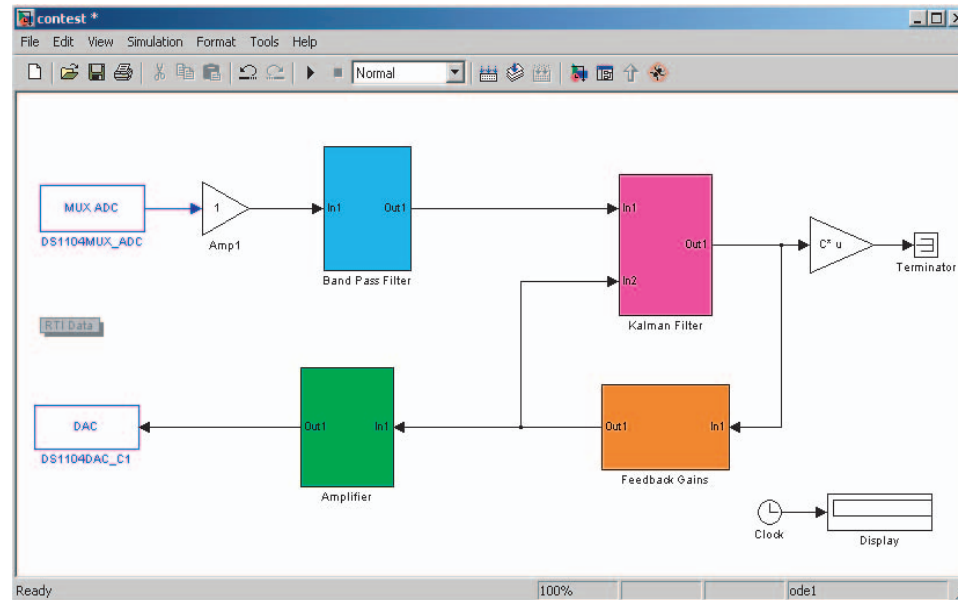 contest *
File Edit View Simulation Format Tools Help
Normal
MUX ADC
DS1104MUX_ADC
1
Amp1
In1 Out1
Band Pass Filter
In1
In2
Out1
Kalman Filter
C* u
Terminator
RTI Data
DAC
DS1104DAC_C1
Out1 In1
Amplifier
Out1 In1
Feedback Gains
Clock
Display
Ready 100% ode1